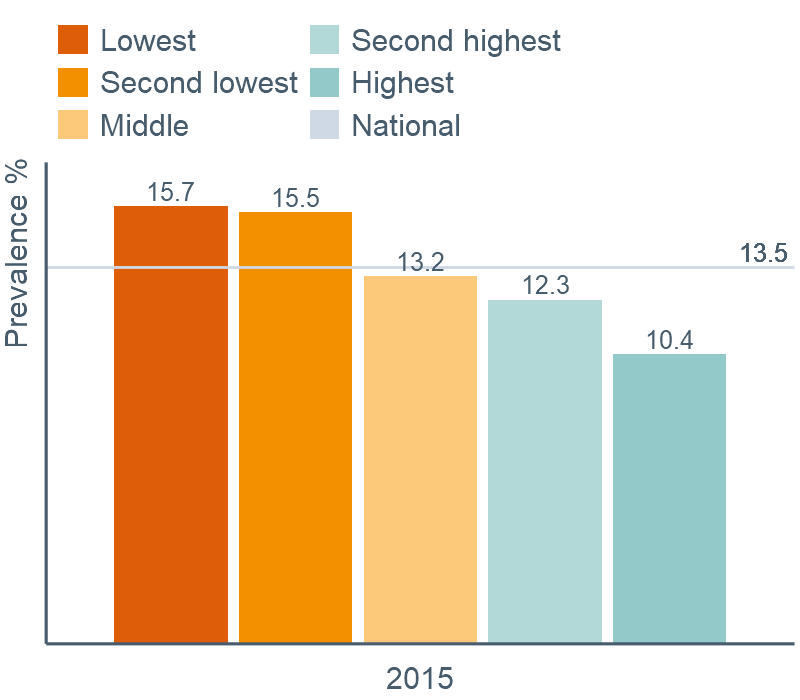 Lowest
Second lowest
Middle
Second highest
Highest
National
Prevalence %
15.7
15.5
13.2
12.3
10.4
13.5
2015